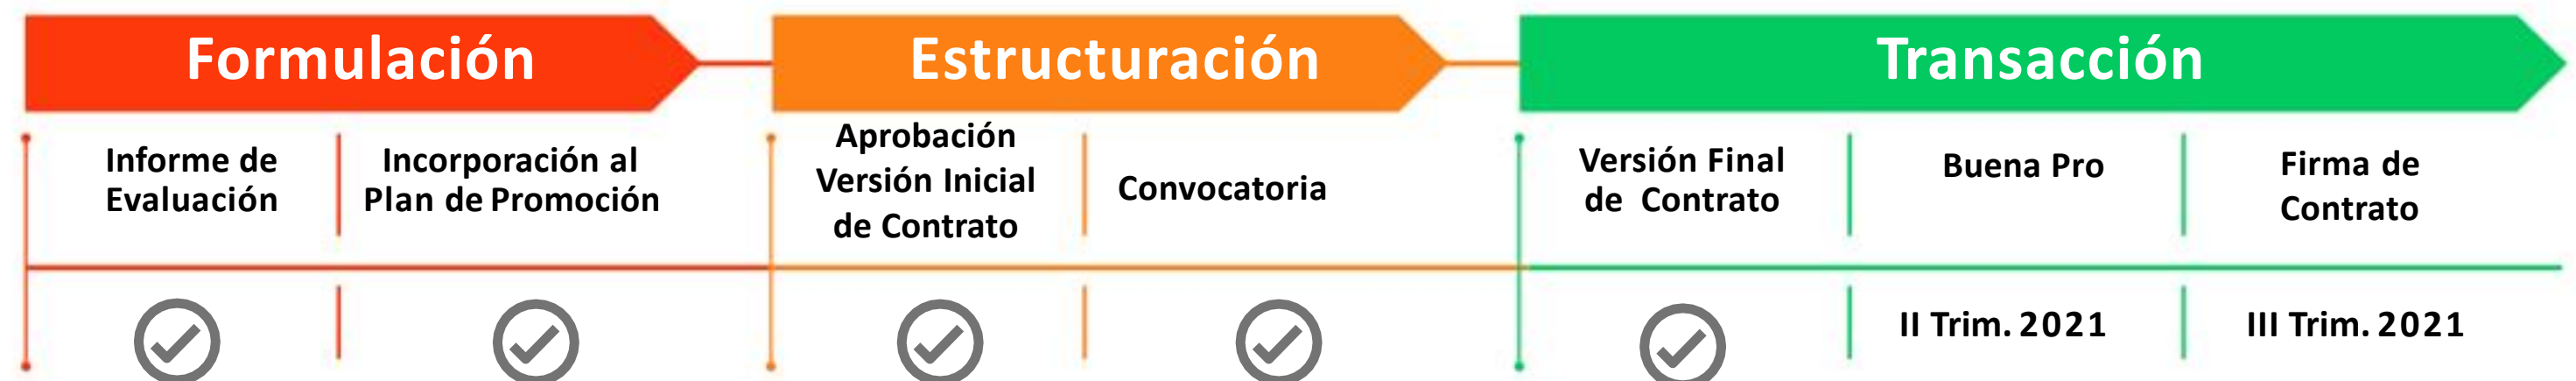 Formulación
Estructuración
Transacción
Informe de
Evaluación
Incorporación al
Plan de Promoción
Aprobación
Versión Inicial
de Contrato
Convocatoria
Versión Final
de Contrato
Buena Pro
Firma de
Contrato
II Trim. 2021
III Trim. 2021